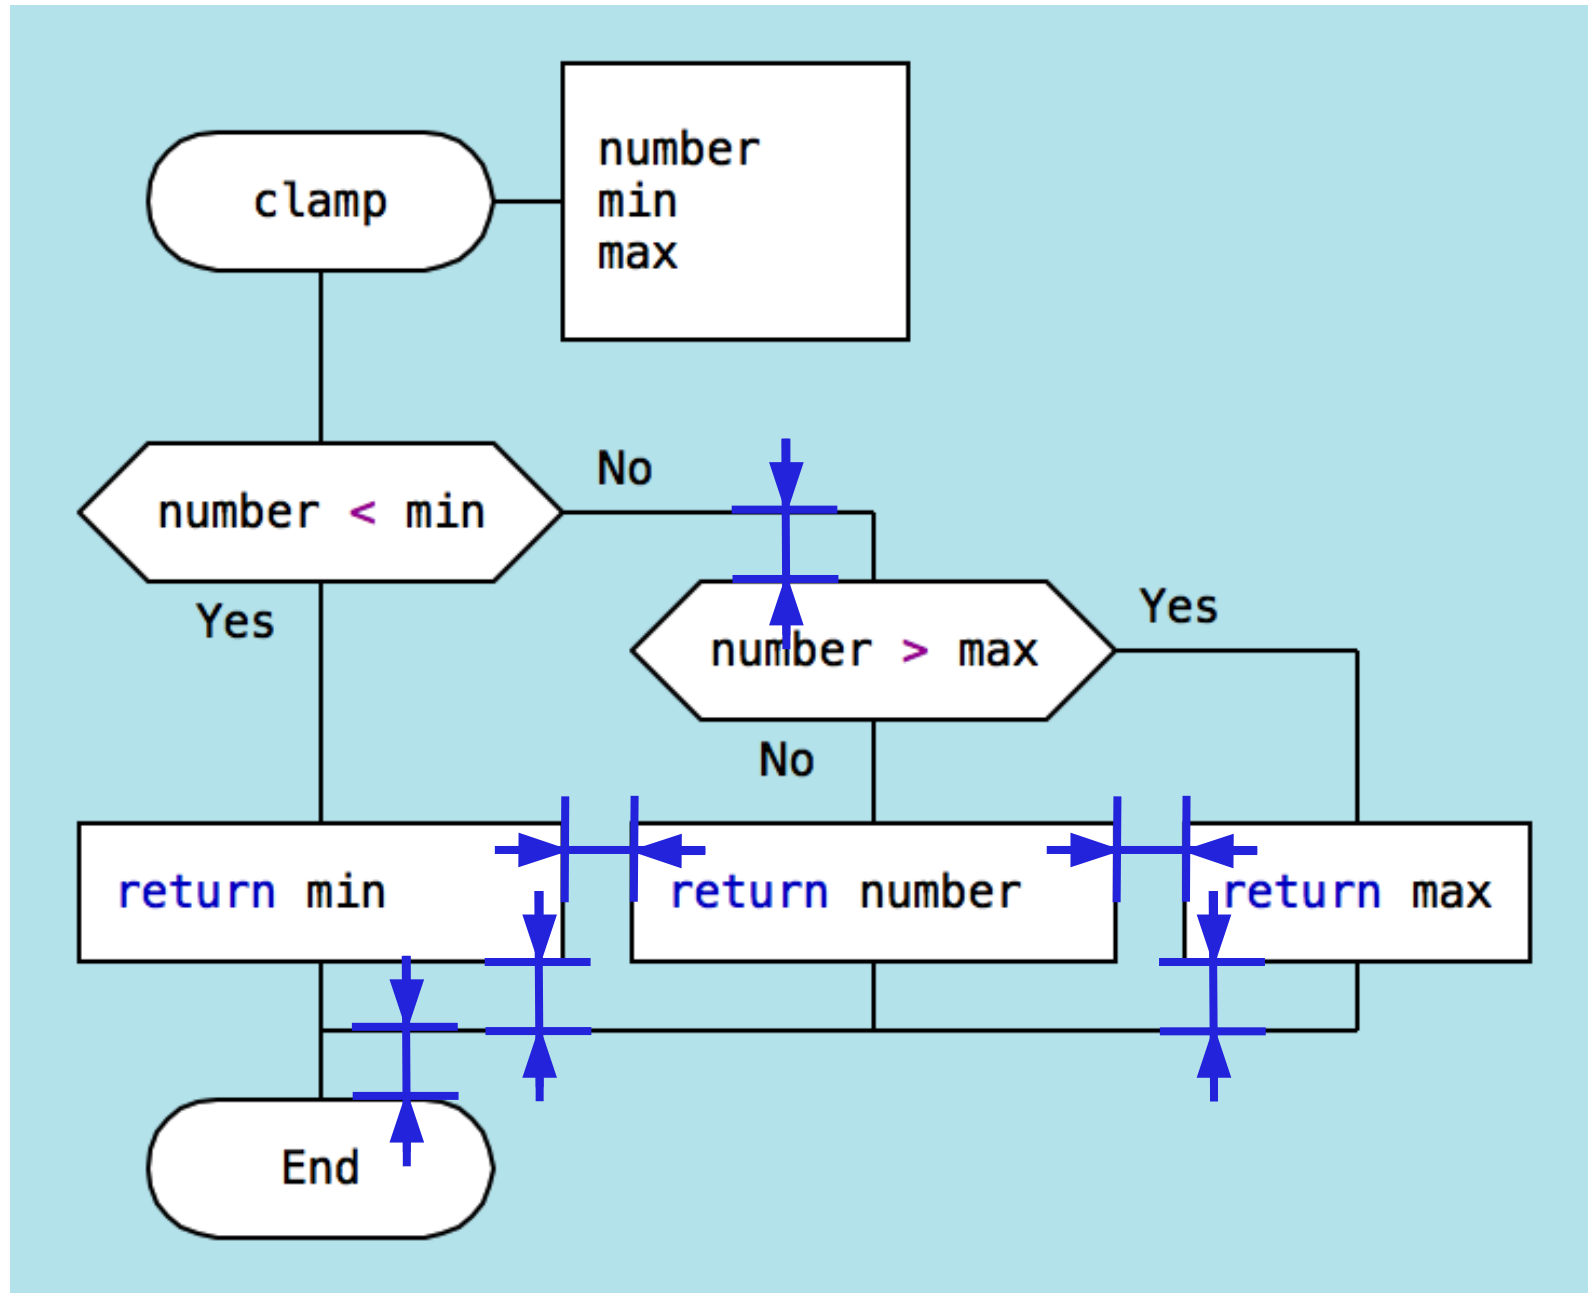 clamp
number
min
max
number < min
No
Yes
number > max
Yes
No
return min
return number
return max
End